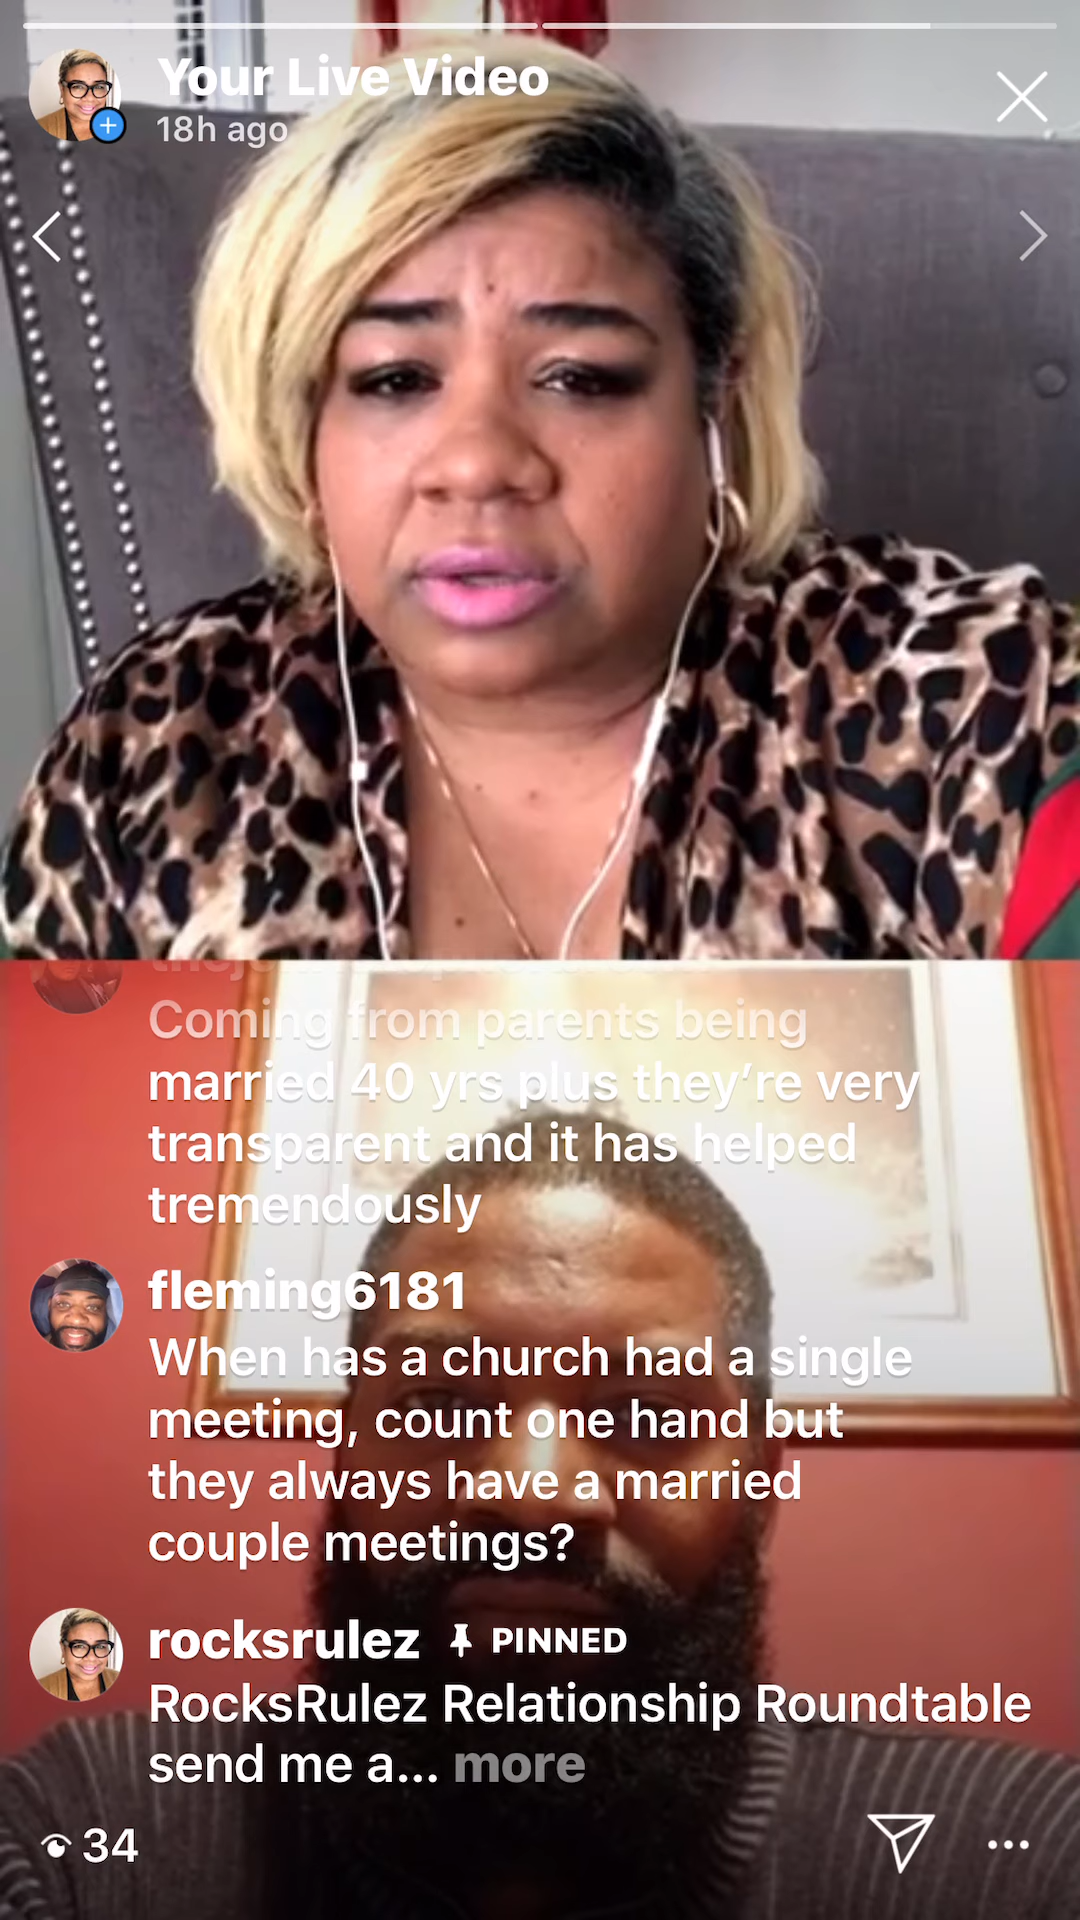 Your Live Video
18h ago
Coming from parents being
married 40 yrs plus they’re very
transparent and it has helped
tremendously
fleming6181
When has a church had a single
meeting, count one hand but
they always have a married
couple meetings?
rocksrulez PINNED
RocksRulez Relationship Roundtable
send me a... more
34